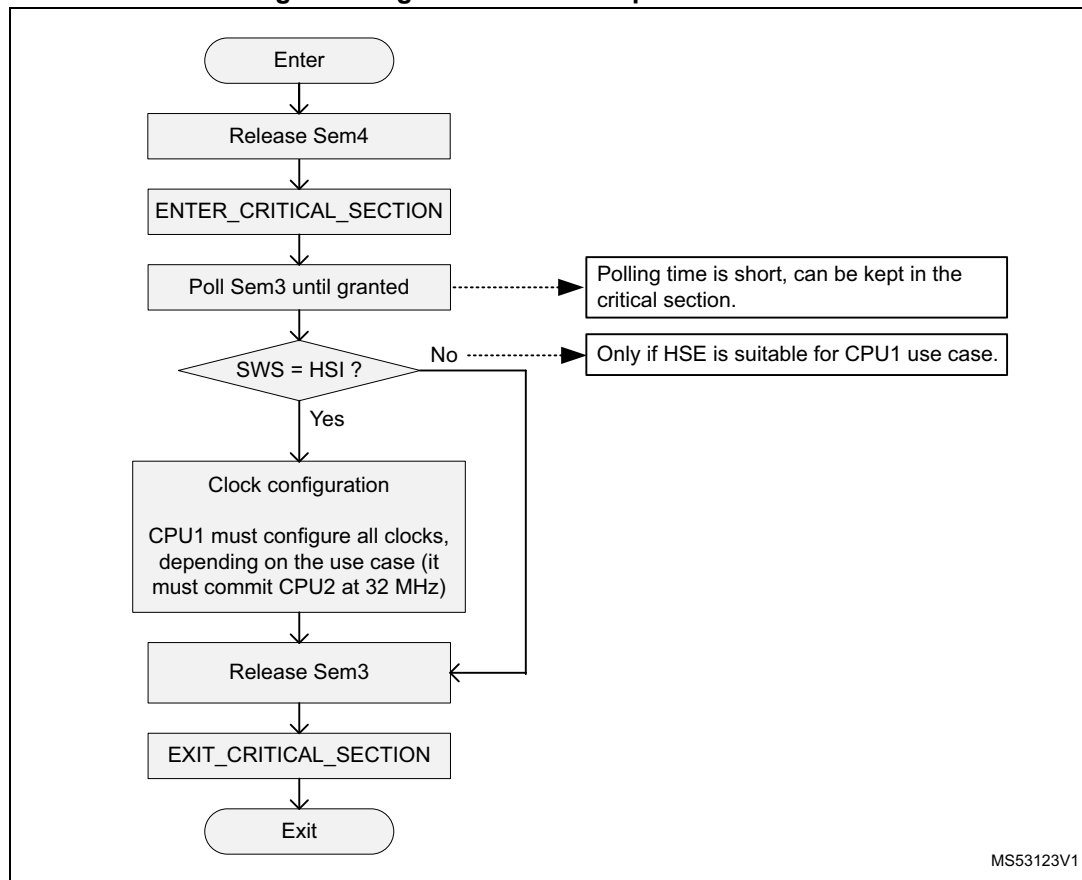 Enter
Release Sem4
ENTER_CRITICAL_SECTION
Poll Sem3 until granted
Polling time is short, can be kept in the
critical section.
SWS = HSI ?
No
Only if HSE is suitable for CPU1 use case.
Yes
Clock configuration
CPU1 must configure all clocks,
depending on the use case (it
must commit CPU2 at 32 MHz)
Release Sem3
EXIT_CRITICAL_SECTION
Exit
MS53123V1